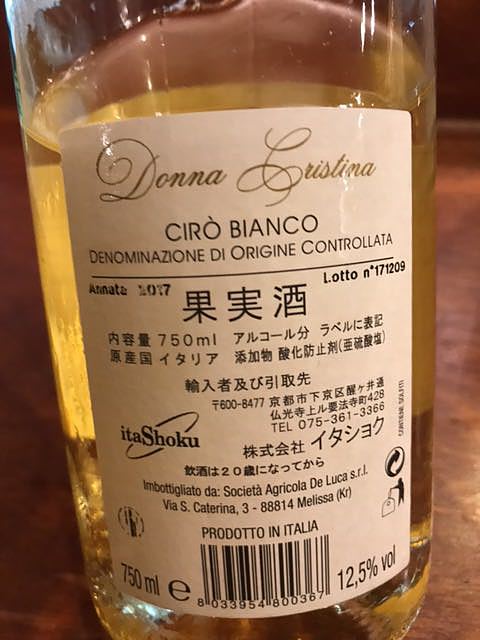 Donna Cristina
CIRÒ BIANCO
DENOMINAZIONE DI ORIGINE CONTROLLATA
Annata 2017
Lotto n°171209
果実酒
内容量 750ml アルコール分 ラベルに表記
原産国 イタリア 添加物 酸化防止剤(亜硫酸塩)
輸入者及び引取先
〒600-8477 京都市下京区醒ヶ井通
仏光寺上ル要法寺町428
TEL 075-361-3366
itaShoku
株式会社 イタショク
飲酒は20歳になってから
CONTIENE SOLFITI
Imbottigliato da: Società Agricola De Luca s.r.l.
Via S. Caterina, 3 - 88814 Melissa (Kr)
PRODOTTO IN ITALIA
750 ml e
12,5% vol
8 033954 800367